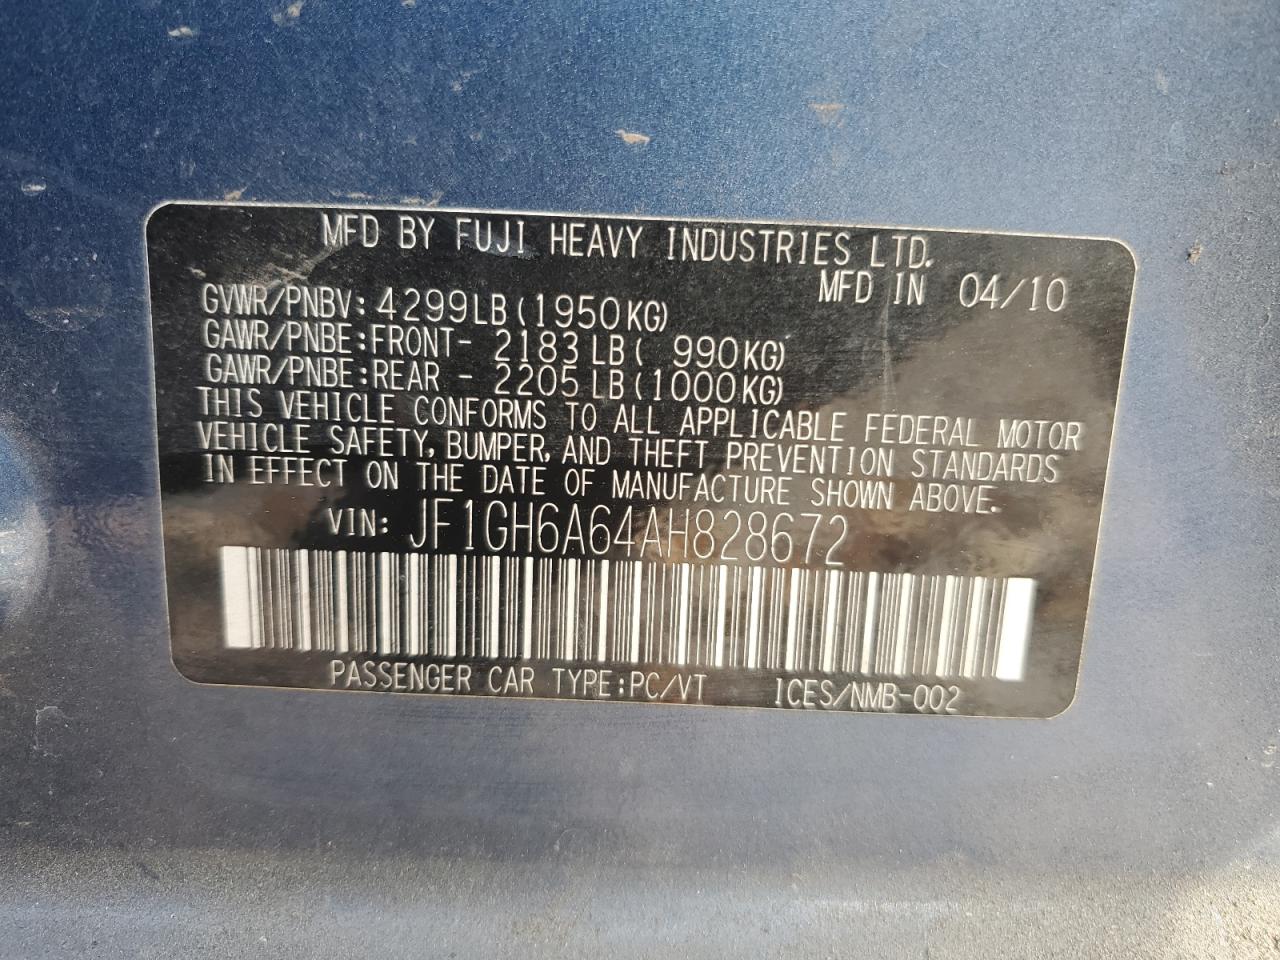 MFD BY FUJI HEAVY INDUSTRIES LTD.
MFD IN 04/10
GVWR/PNBV: 4299LB (1950KG)
GAWR/PNBE:FRONT- 2183LB ( 990KG)
GAWR/PNBE:REAR - 2205LB (1000KG)
THIS VEHICLE CONFORMS TO ALL APPLICABLE FEDERAL MOTOR
VEHICLE SAFETY, BUMPER, AND THEFT PREVENTION STANDARDS
IN EFFECT ON THE DATE OF MANUFACTURE SHOWN ABOVE.
VIN: JF1GH6A64AH828672
PASSENGER CAR TYPE:PC/VT ICES/NMB-002